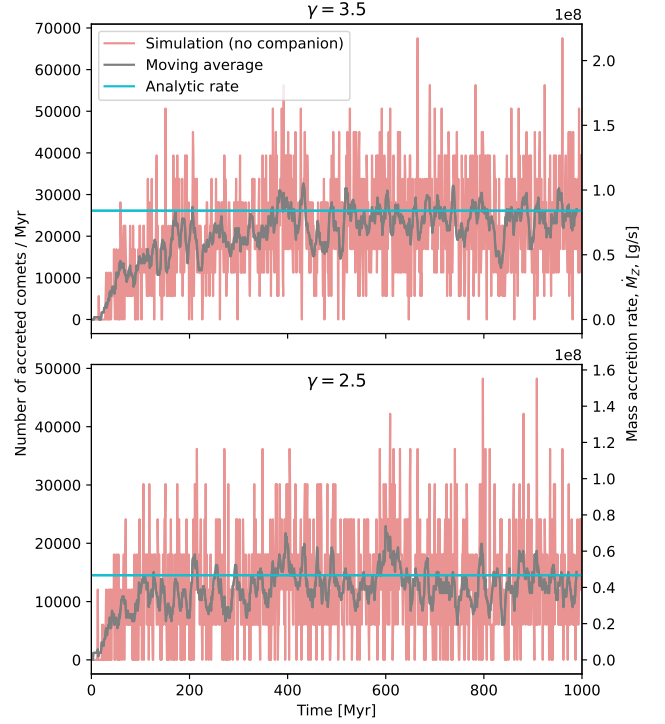 γ = 3.5
1e8
Simulation (no companion)
Moving average
Analytic rate
70000
60000
50000
40000
30000
20000
10000
0
2.0
1.5
1.0
0.5
0.0
Number of accreted comets / Myr
Mass accretion rate, Ṁ_Z, [g/s]
1e8
γ = 2.5
50000
40000
30000
20000
10000
0
1.6
1.4
1.2
1.0
0.8
0.6
0.4
0.2
0.0
0 200 400 600 800 1000
Time [Myr]